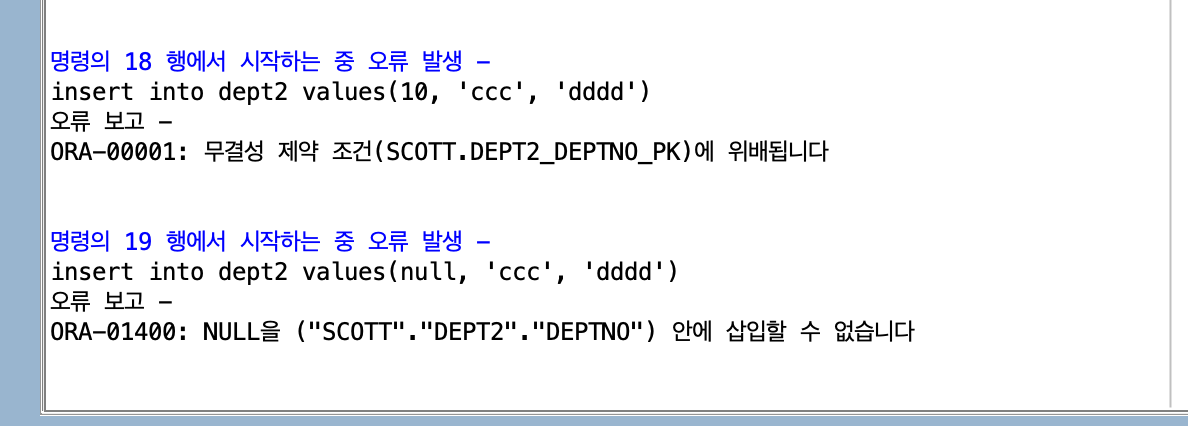 명령의 18 행에서 시작하는 중 오류 발생 -
insert into dept2 values(10, 'ccc', 'dddd')
오류 보고 -
ORA-00001: 무결성 제약 조건(SCOTT.DEPT2_DEPTNO_PK)에 위배됩니다
명령의 19 행에서 시작하는 중 오류 발생 -
insert into dept2 values(null, 'ccc', 'dddd')
오류 보고 -
ORA-01400: NULL을 ("SCOTT"."DEPT2"."DEPTNO") 안에 삽입할 수 없습니다